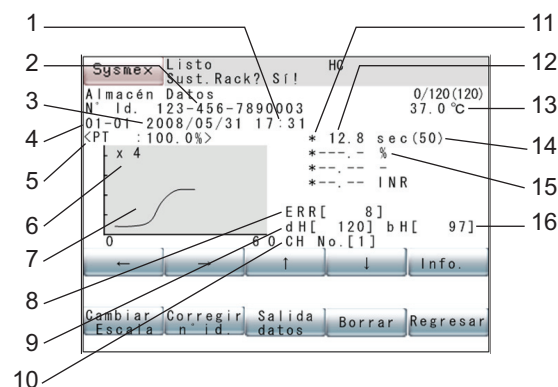 1
2
3
4
5
6
7
8
9
10
11
12
13
14
15
16
Sysmex
Listo HC
Sust.Rack? Sí!
Almacén Datos 0/120(120)
N° Id. 123-456-7890003 37.0 °C
01-01 2008/05/31 17:31
<PT :100.0%>
* 12.8 sec(50)
*---.- %
*--.-- -
*--.-- INR
x 4
0 60
ERR[ 8]
dH[ 120] bH[ 97]
CH No.[1]
← → ↑ ↓ Info.
Cambiar Escala
Corregir n°id.
Salida datos
Borrar
Regresar